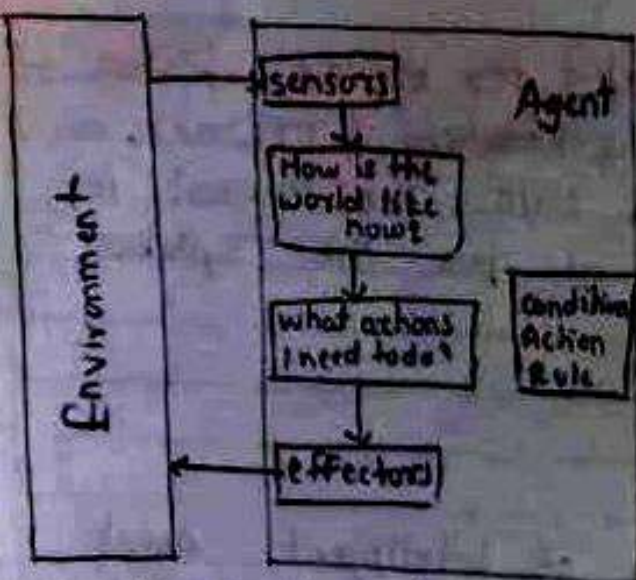 Environment
Agent
sensors
How is the
world like
now?
what actions
I need to do?
Condition
Action
Rule
effectors